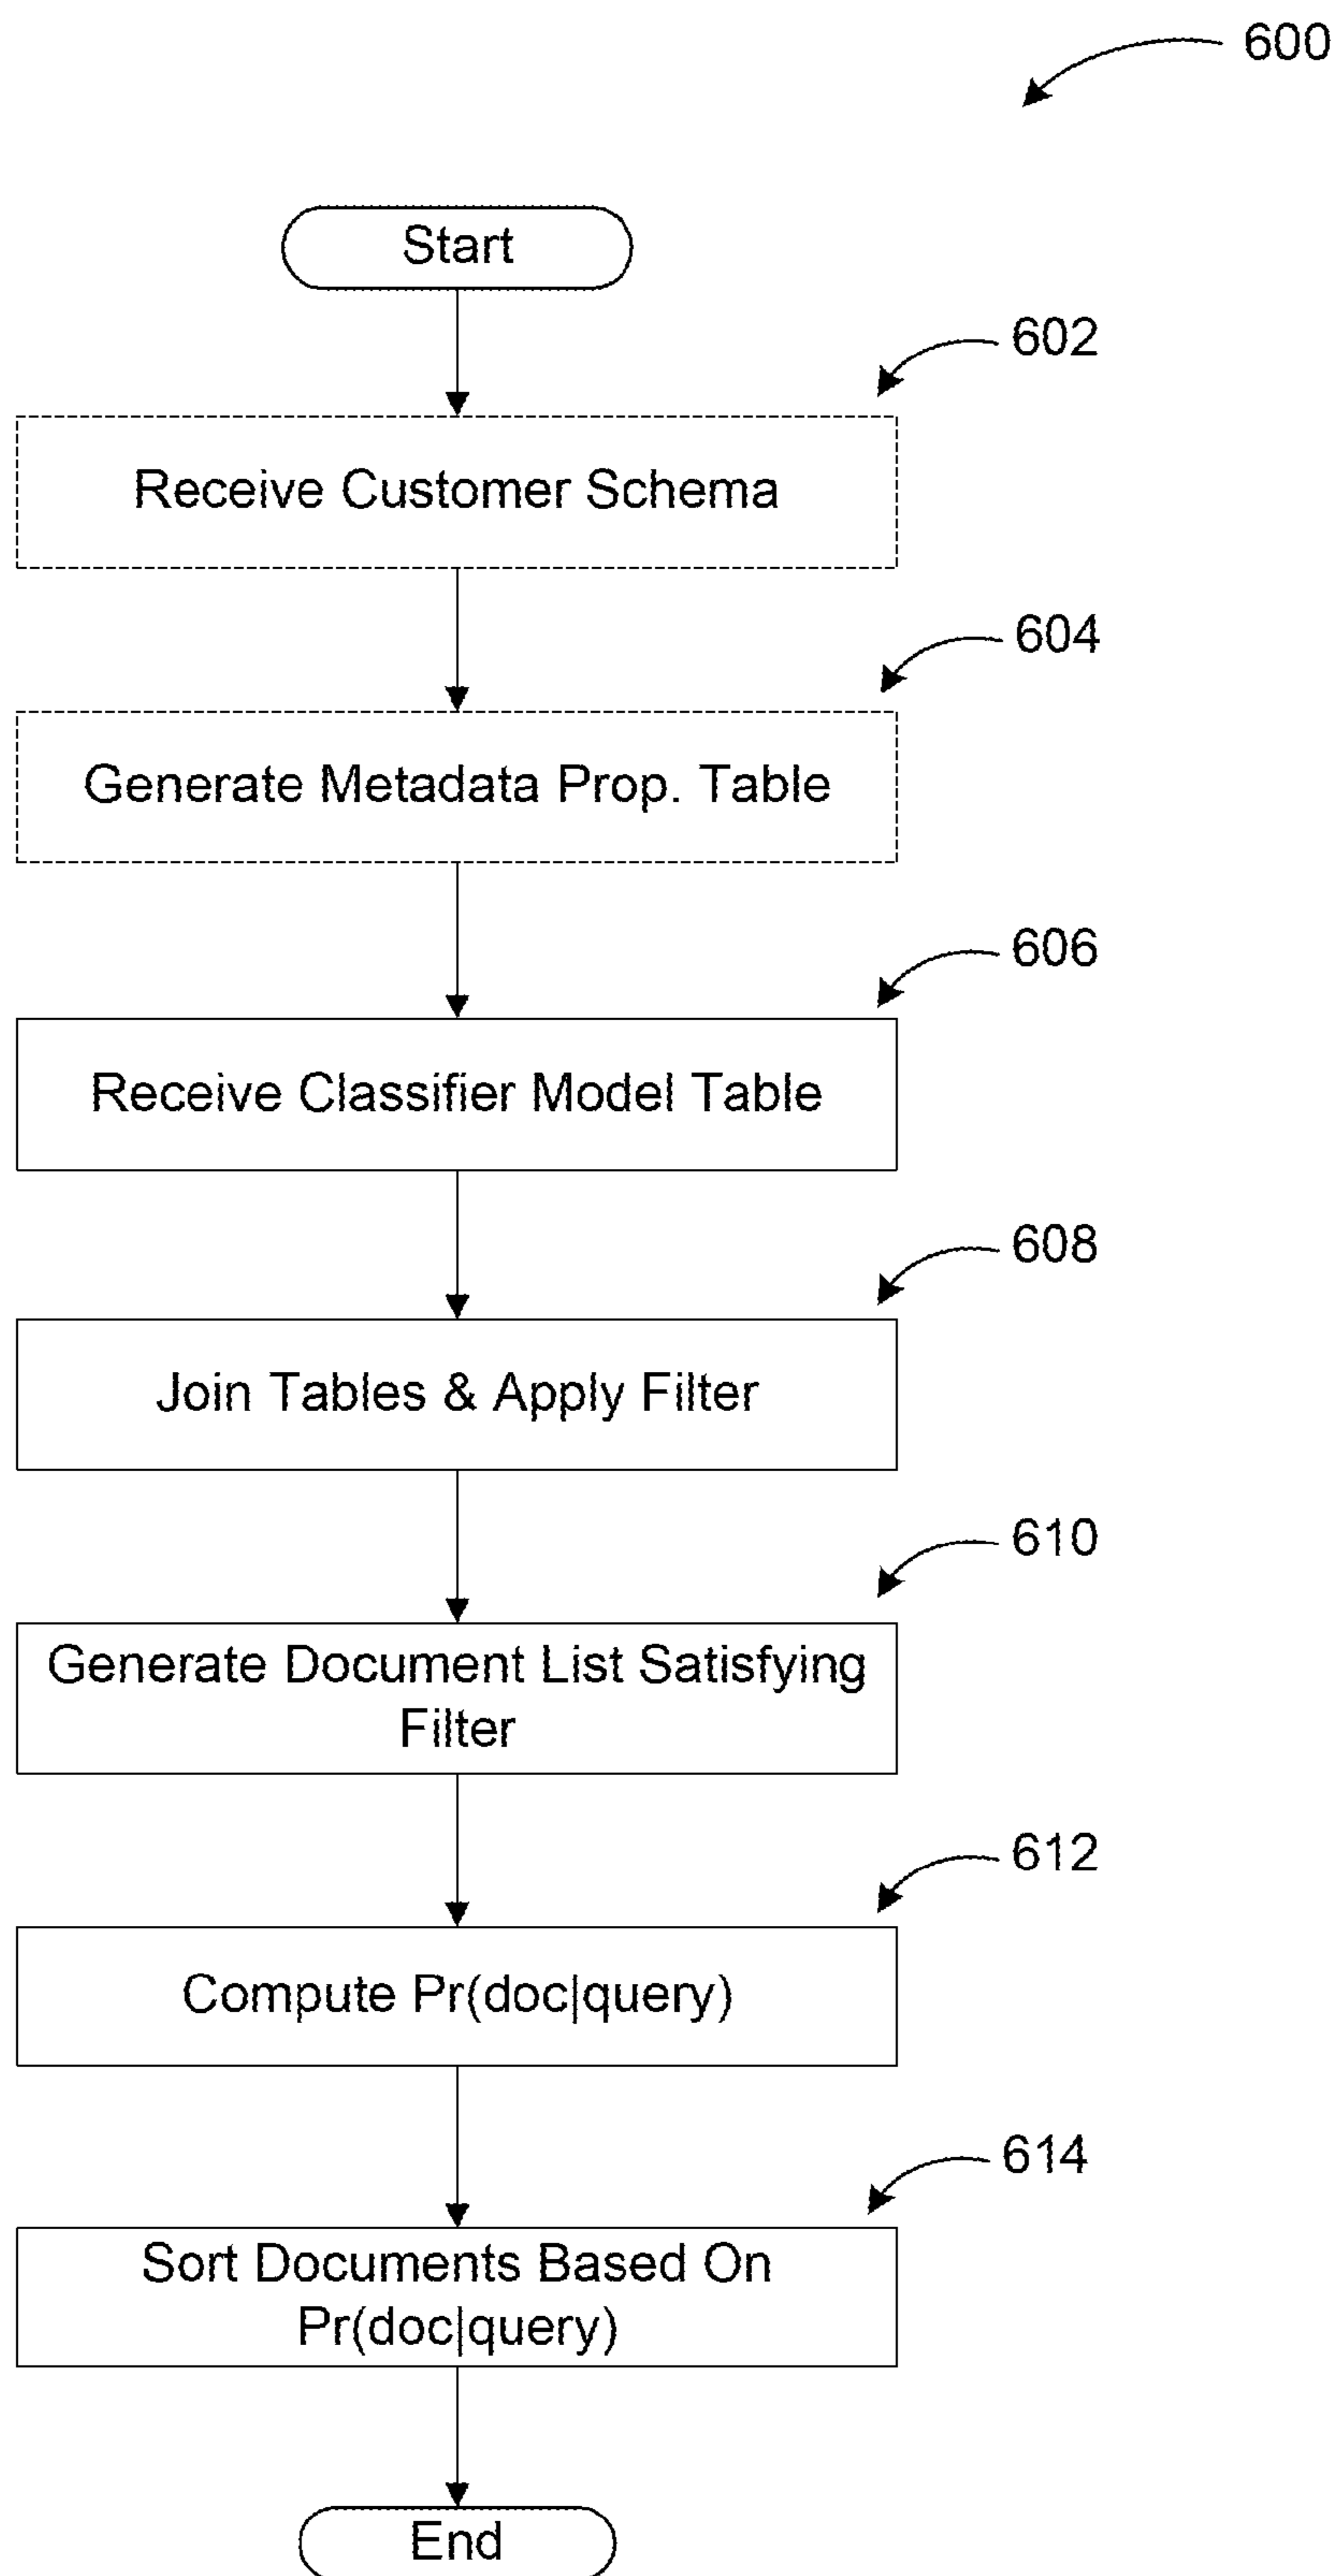 600
Start
602
Receive Customer Schema
604
Generate Metadata Prop. Table
606
Receive Classifier Model Table
608
Join Tables & Apply Filter
610
Generate Document List Satisfying
Filter
612
Compute Pr(doc|query)
614
Sort Documents Based On
Pr(doc|query)
End